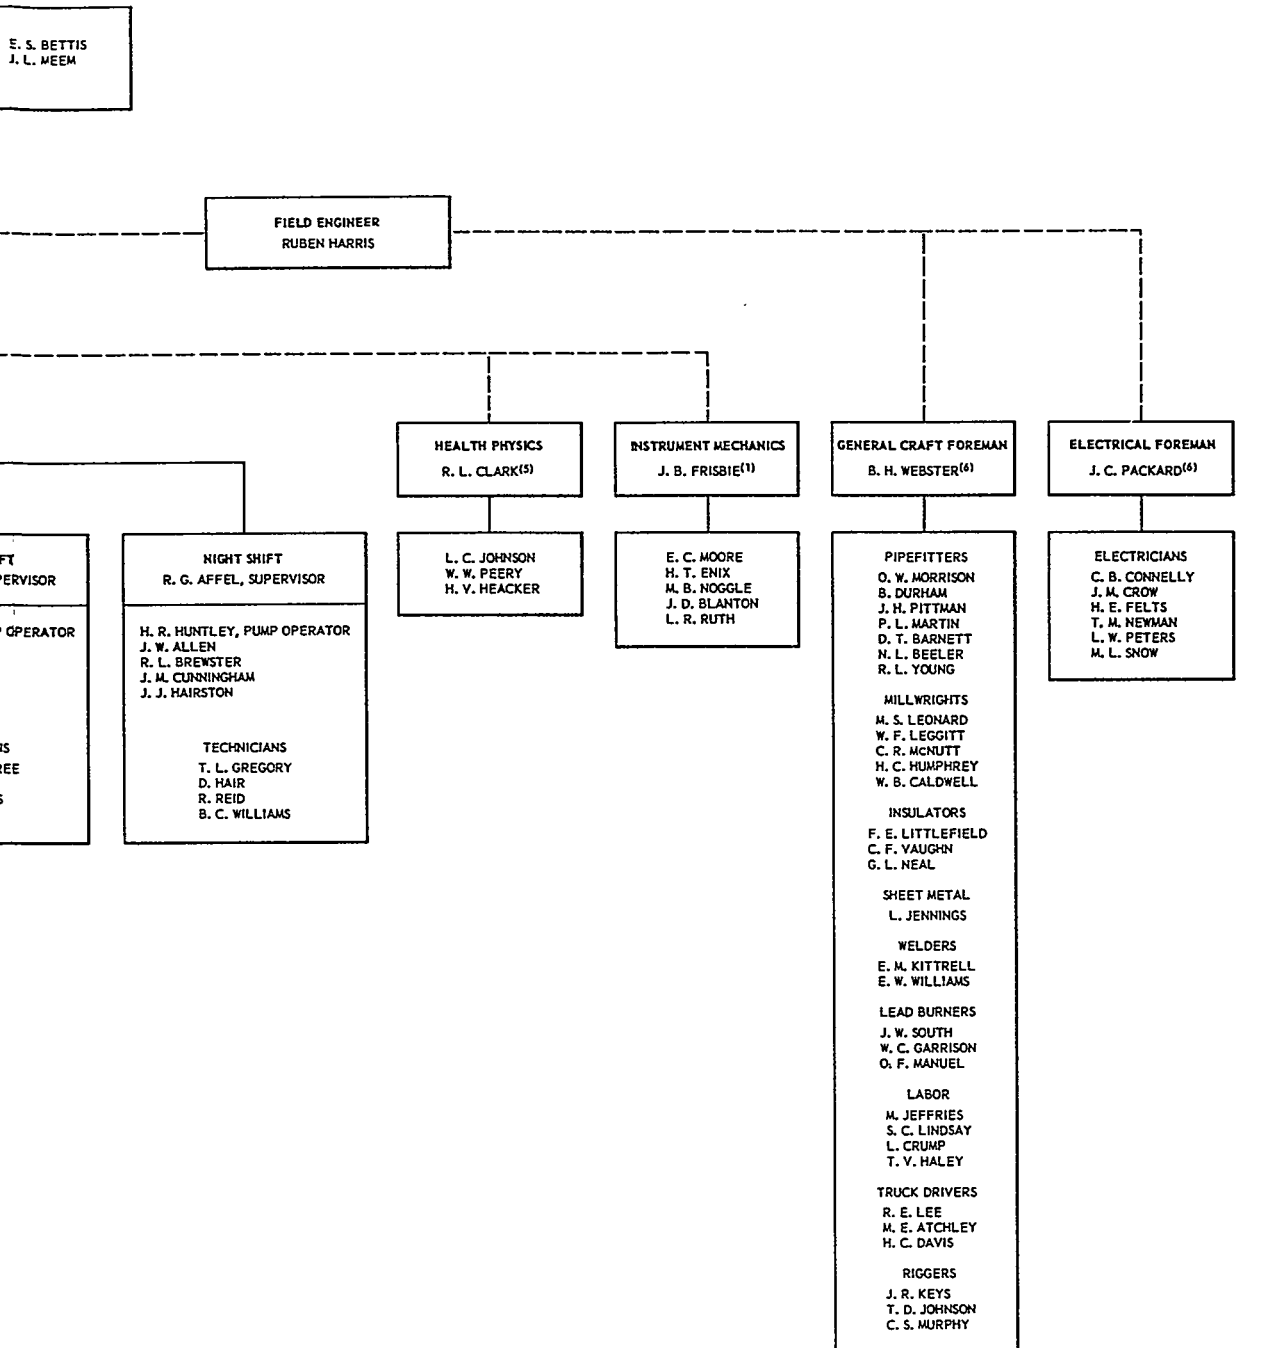 E. S. BETTIS
J. L. MEEM
FIELD ENGINEER
RUBEN HARRIS
HEALTH PHYSICS
R. L. CLARK(5)
INSTRUMENT MECHANICS
J. B. FRISBIE(1)
GENERAL CRAFT FOREMAN
B. H. WEBSTER(6)
ELECTRICAL FOREMAN
J. C. PACKARD(6)
FT
PERVISOR
P OPERATOR
NS
REE
S
NIGHT SHIFT
R. G. AFFEL, SUPERVISOR
H. R. HUNTLEY, PUMP OPERATOR
J. W. ALLEN
R. L. BREWSTER
J. M. CUNNINGHAM
J. J. HAIRSTON
TECHNICIANS
T. L. GREGORY
D. HAIR
R. REID
B. C. WILLIAMS
L. C. JOHNSON
W. W. PEERY
H. V. HEACKER
E. C. MOORE
H. T. ENIX
M. B. NOGGLE
J. D. BLANTON
L. R. RUTH
PIPEFITTERS
O. W. MORRISON
B. DURHAM
J. H. PITTMAN
P. L. MARTIN
D. T. BARNETT
N. L. BEELER
R. L. YOUNG
MILLWRIGHTS
M. S. LEONARD
W. F. LEGGITT
C. R. McNUTT
H. C. HUMPHREY
W. B. CALDWELL
INSULATORS
F. E. LITTLEFIELD
C. F. VAUGHN
G. L. NEAL
SHEET METAL
L. JENNINGS
WELDERS
E. M. KITTRELL
E. W. WILLIAMS
LEAD BURNERS
J. W. SOUTH
W. C. GARRISON
O. F. MANUEL
LABOR
M. JEFFRIES
S. C. LINDSAY
L. CRUMP
T. V. HALEY
TRUCK DRIVERS
R. E. LEE
M. E. ATCHLEY
H. C. DAVIS
RIGGERS
J. R. KEYS
T. D. JOHNSON
C. S. MURPHY
ELECTRICIANS
C. B. CONNELLY
J. M. CROW
H. E. FELTS
T. M. NEWMAN
L. W. PETERS
M. L. SNOW